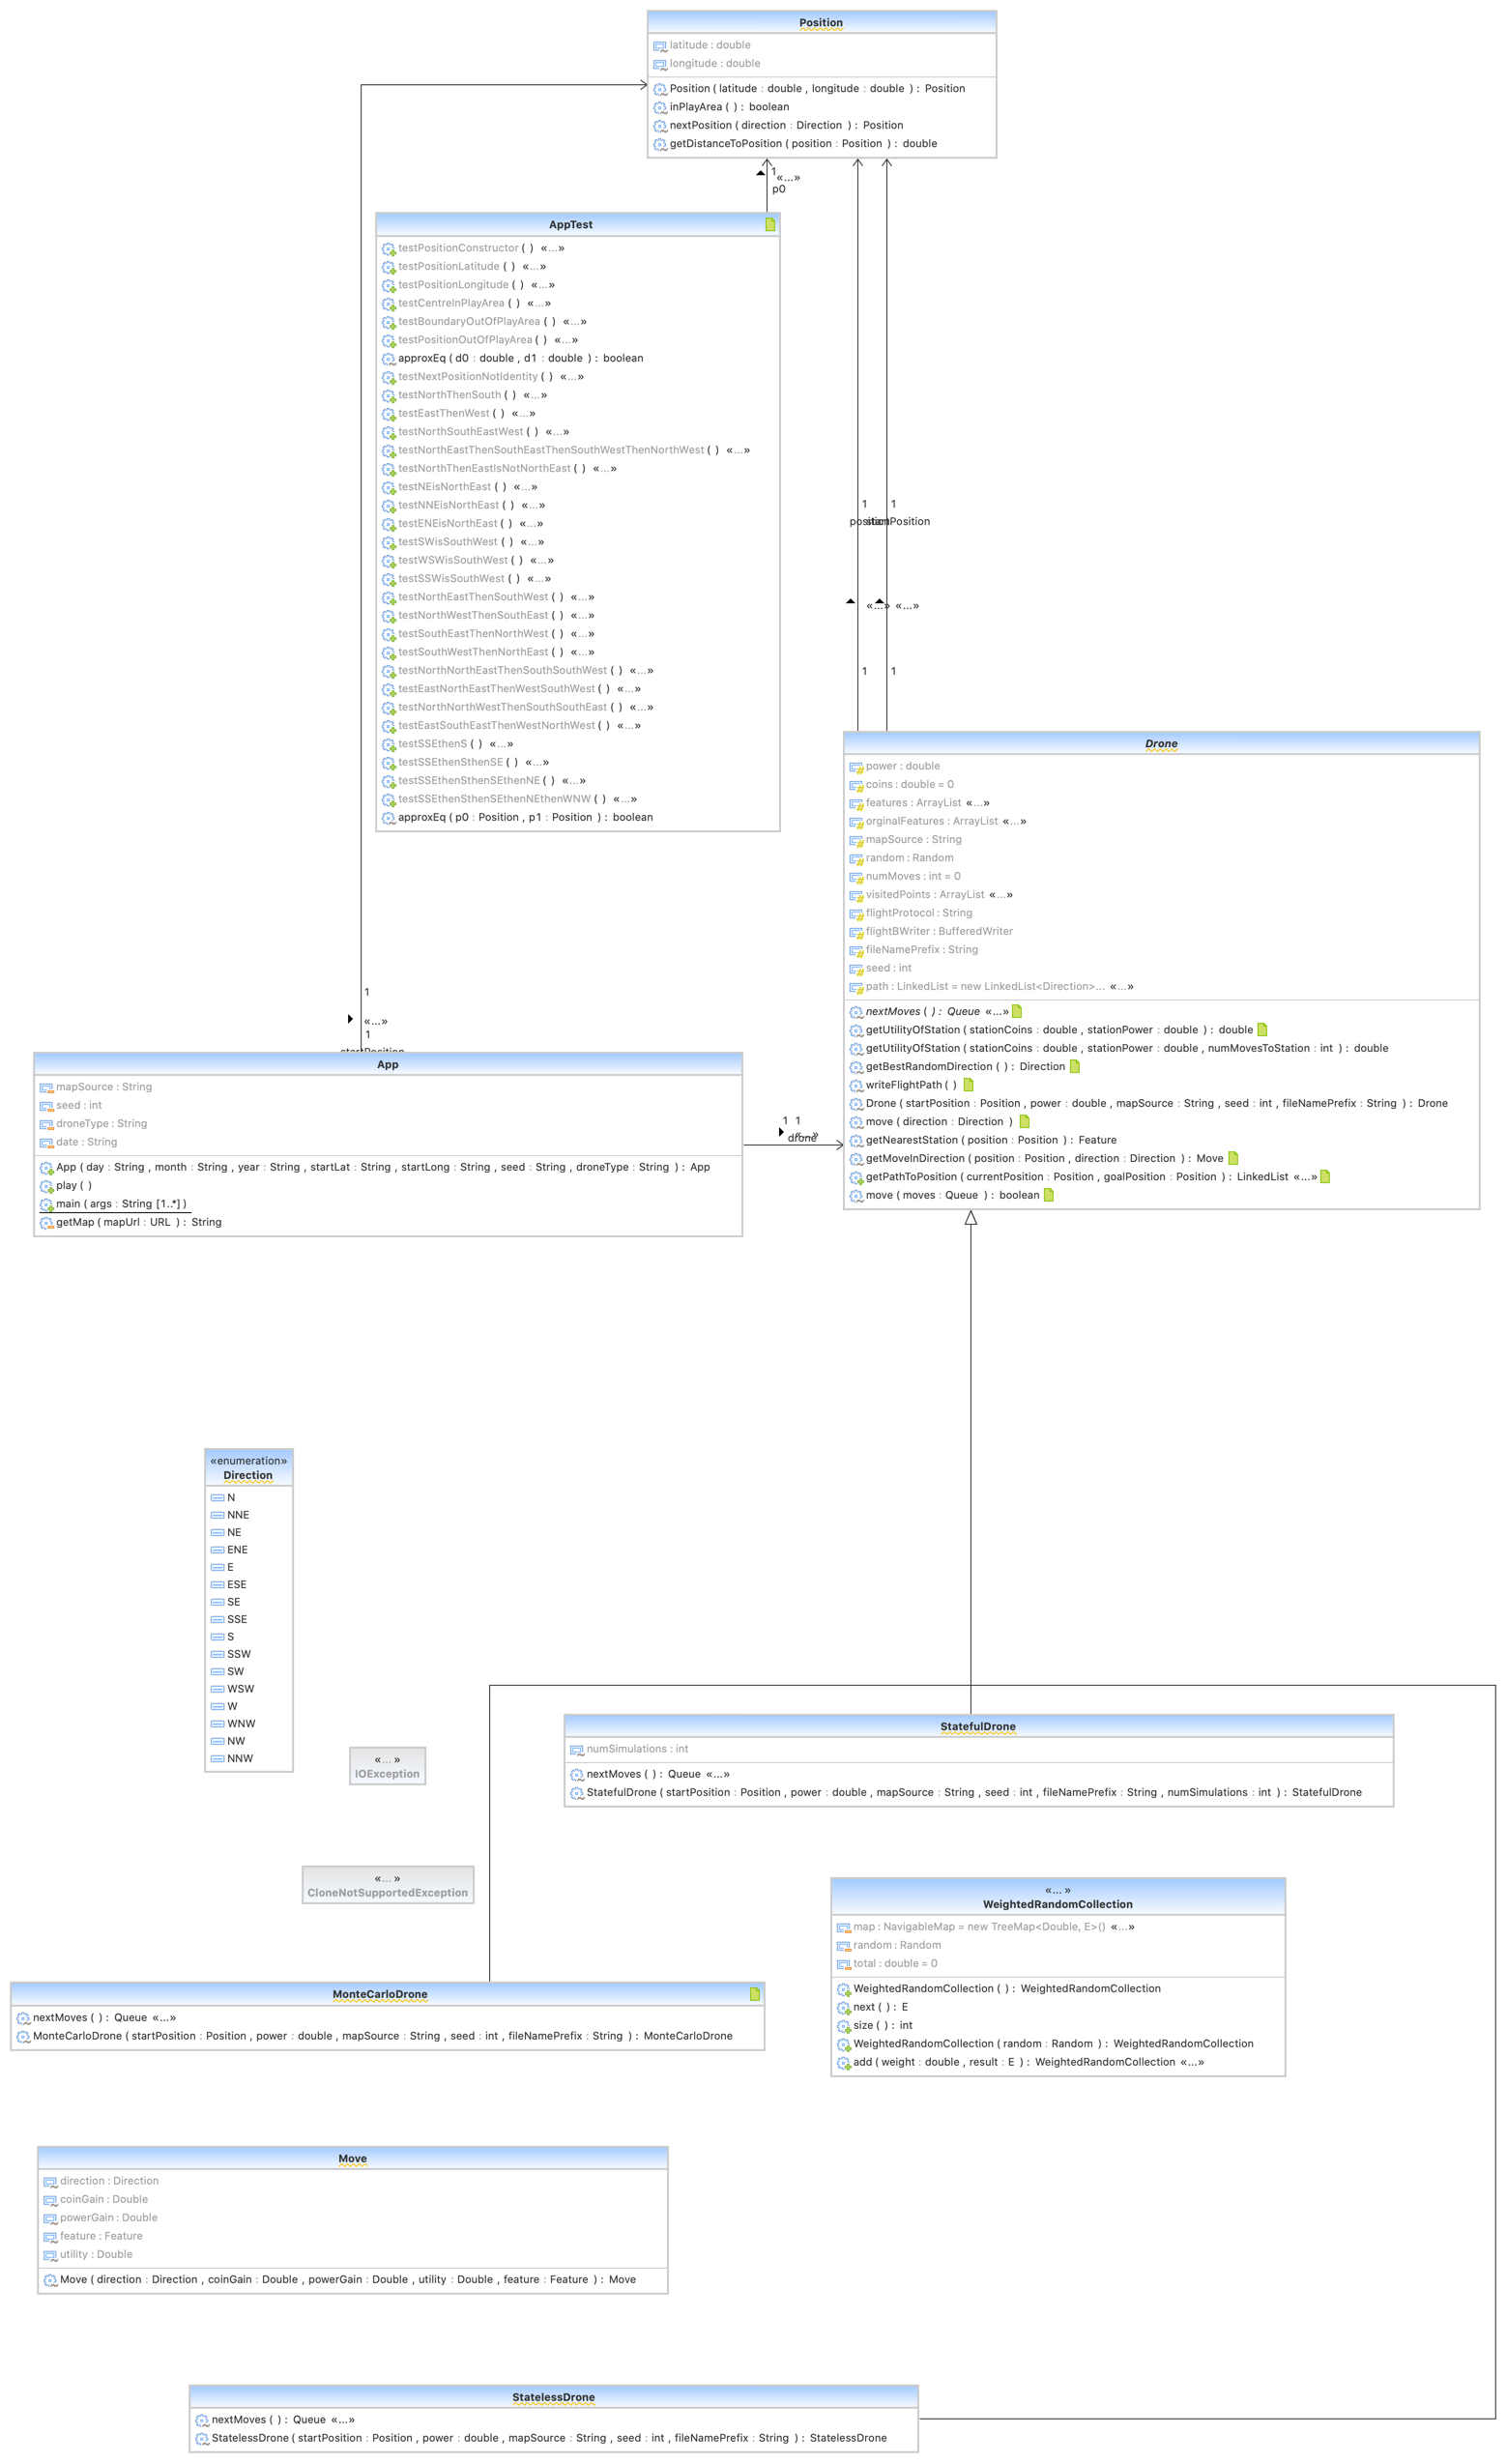 Position
latitude : double
longitude : double
Position ( latitude : double , longitude : double ) : Position
inPlayArea ( ) : boolean
nextPosition ( direction : Direction ) : Position
getDistanceToPosition ( position : Position ) : double
1
«...»
p0
AppTest
testPositionConstructor ( ) «...»
testPositionLatitude ( ) «...»
testPositionLongitude ( ) «...»
testCentreInPlayArea ( ) «...»
testBoundaryOutOfPlayArea ( ) «...»
testPositionOutOfPlayArea ( ) «...»
approxEq ( d0 : double , d1 : double ) : boolean
testNextPositionNotIdentity ( ) «...»
testNorthThenSouth ( ) «...»
testEastThenWest ( ) «...»
testNorthSouthEastWest ( ) «...»
testNorthEastThenSouthEastThenSouthWestThenNorthWest ( ) «...»
testNorthThenEastIsNotNorthEast ( ) «...»
testNEisNorthEast ( ) «...»
testNNEisNorthEast ( ) «...»
testENEisNorthEast ( ) «...»
testSWisSouthWest ( ) «...»
testWSWisSouthWest ( ) «...»
testSSWisSouthWest ( ) «...»
testNorthEastThenSouthWest ( ) «...»
testNorthWestThenSouthEast ( ) «...»
testSouthEastThenNorthWest ( ) «...»
testSouthWestThenNorthEast ( ) «...»
testNorthNorthEastThenSouthSouthWest ( ) «...»
testEastNorthEastThenWestSouthWest ( ) «...»
testNorthNorthWestThenSouthSouthEast ( ) «...»
testEastSouthEastThenWestNorthWest ( ) «...»
testSSEthenS ( ) «...»
testSSEthenSthenSE ( ) «...»
testSSEthenSthenSEthenNE ( ) «...»
testSSEthenSthenSEthenNEthenWNW ( ) «...»
approxEq ( p0 : Position , p1 : Position ) : boolean
1 1
position startPosition
«...» «...»
1 1
Drone
power : double
coins : double = 0
features : ArrayList «...»
orginalFeatures : ArrayList «...»
mapSource : String
random : Random
numMoves : int = 0
visitedPoints : ArrayList «...»
flightProtocol : String
flightBWriter : BufferedWriter
fileNamePrefix : String
seed : int
path : LinkedList = new LinkedList<Direction>... «...»
nextMoves ( ) : Queue «...»
getUtilityOfStation ( stationCoins : double , stationPower : double ) : double
getUtilityOfStation ( stationCoins : double , stationPower : double , numMovesToStation : int ) : double
getBestRandomDirection ( ) : Direction
writeFlightPath ( )
Drone ( startPosition : Position , power : double , mapSource : String , seed : int , fileNamePrefix : String ) : Drone
move ( direction : Direction )
getNearestStation ( position : Position ) : Feature
getMoveInDirection ( position : Position , direction : Direction ) : Move
getPathToPosition ( currentPosition : Position , goalPosition : Position ) : LinkedList «...»
move ( moves : Queue ) : boolean
1
«...»
1
startPosition
App
mapSource : String
seed : int
droneType : String
date : String
App ( day : String , month : String , year : String , startLat : String , startLong : String , seed : String , droneType : String ) : App
play ( )
main ( args : String [1..*] )
getMap ( mapUrl : URL ) : String
1 1
«...»
drone
«enumeration»
Direction
N
NNE
NE
ENE
E
ESE
SE
SSE
S
SSW
SW
WSW
W
WNW
NW
NNW
«... »
IOException
«... »
CloneNotSupportedException
StatefulDrone
numSimulations : int
nextMoves ( ) : Queue «...»
StatefulDrone ( startPosition : Position , power : double , mapSource : String , seed : int , fileNamePrefix : String , numSimulations : int ) : StatefulDrone
«... »
WeightedRandomCollection
map : NavigableMap = new TreeMap<Double, E>() «...»
random : Random
total : double = 0
WeightedRandomCollection ( ) : WeightedRandomCollection
next ( ) : E
size ( ) : int
WeightedRandomCollection ( random : Random ) : WeightedRandomCollection
add ( weight : double , result : E ) : WeightedRandomCollection «...»
MonteCarloDrone
nextMoves ( ) : Queue «...»
MonteCarloDrone ( startPosition : Position , power : double , mapSource : String , seed : int , fileNamePrefix : String ) : MonteCarloDrone
Move
direction : Direction
coinGain : Double
powerGain : Double
feature : Feature
utility : Double
Move ( direction : Direction , coinGain : Double , powerGain : Double , utility : Double , feature : Feature ) : Move
StatelessDrone
nextMoves ( ) : Queue «...»
StatelessDrone ( startPosition : Position , power : double , mapSource : String , seed : int , fileNamePrefix : String ) : StatelessDrone